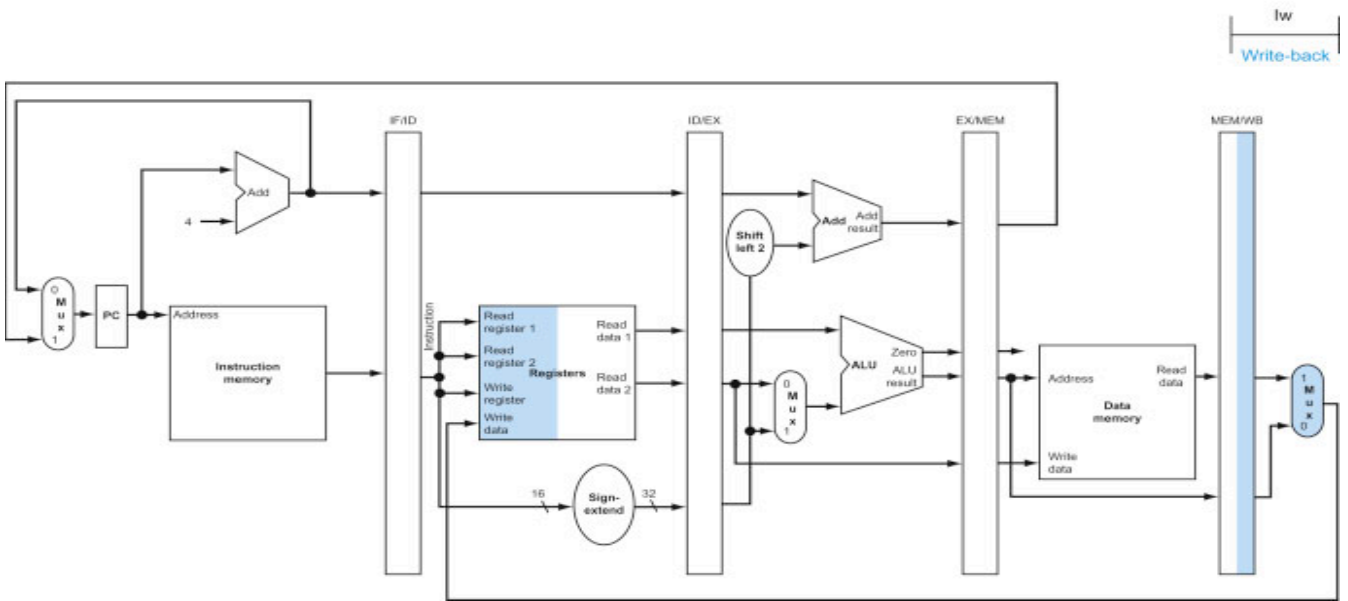 lw
Write-back
IF/ID
ID/EX
EX/MEM
MEM/WB
Add
4
0
M
u
x
1
PC
Address
Instruction
memory
Instruction
Read
register 1
Read
register 2
Write
register
Write
data
Registers
Read
data 1
Read
data 2
16
Sign-
extend
32
Shift
left 2
Add
Add
result
0
M
u
x
1
ALU
Zero
ALU
result
Address
Write
data
Data
memory
Read
data
1
M
u
x
0